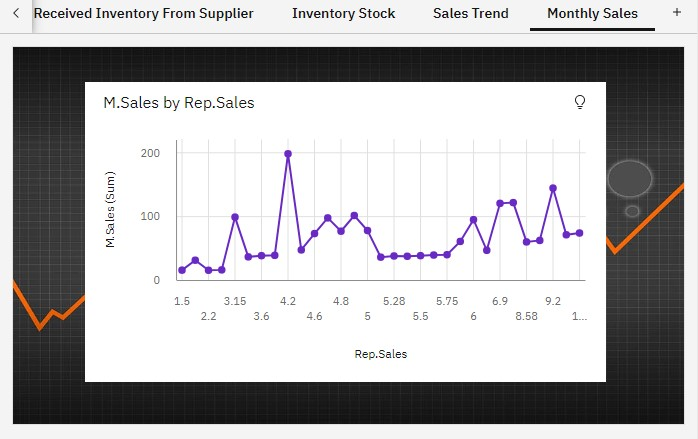 Received Inventory From Supplier Inventory Stock Sales Trend Monthly Sales +
M.Sales by Rep.Sales
M.Sales (Sum)
200
100
0
1.5 3.15 4.2 4.8 5.28 5.75 6.9 9.2
2.2 3.6 4.6 5 5.5 6 8.58 1...
Rep.Sales